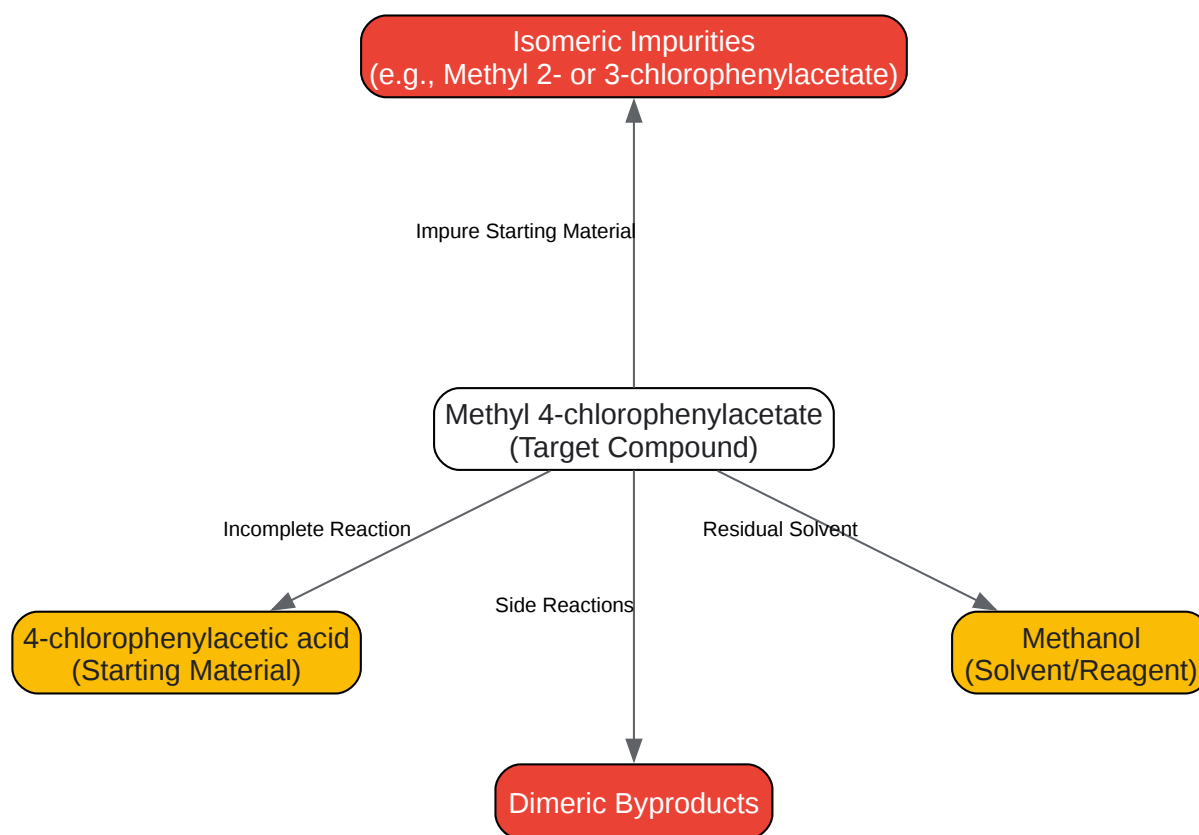 Isomeric Impurities
(e.g., Methyl 2- or 3-chlorophenylacetate)
Impure Starting Material
Methyl 4-chlorophenylacetate
(Target Compound)
Incomplete Reaction
Residual Solvent
Side Reactions
4-chlorophenylacetic acid
(Starting Material)
Methanol
(Solvent/Reagent)
Dimeric Byproducts